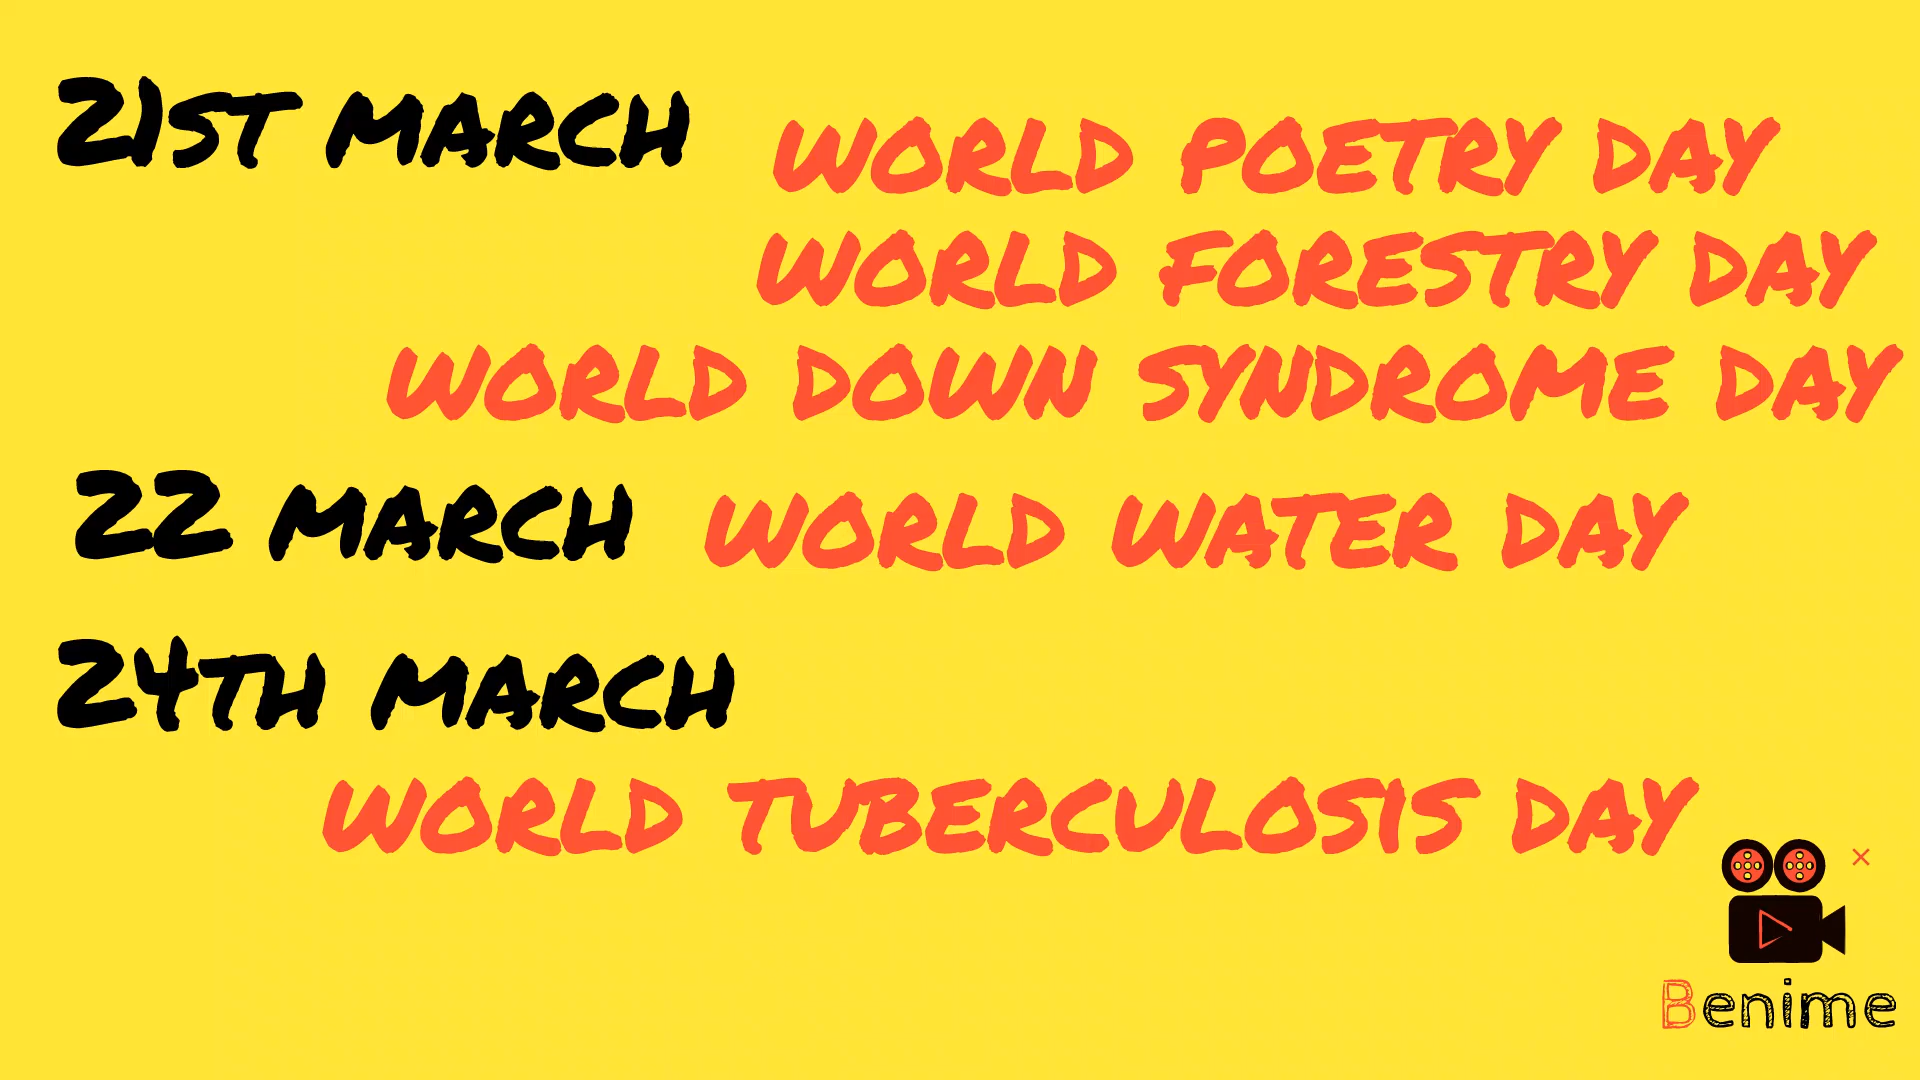 21ST MARCH
WORLD POETRY DAY
WORLD FORESTRY DAY
WORLD DOWN SYNDROME DAY
22 MARCH WORLD WATER DAY
24TH MARCH
WORLD TUBERCULOSIS DAY
Benime